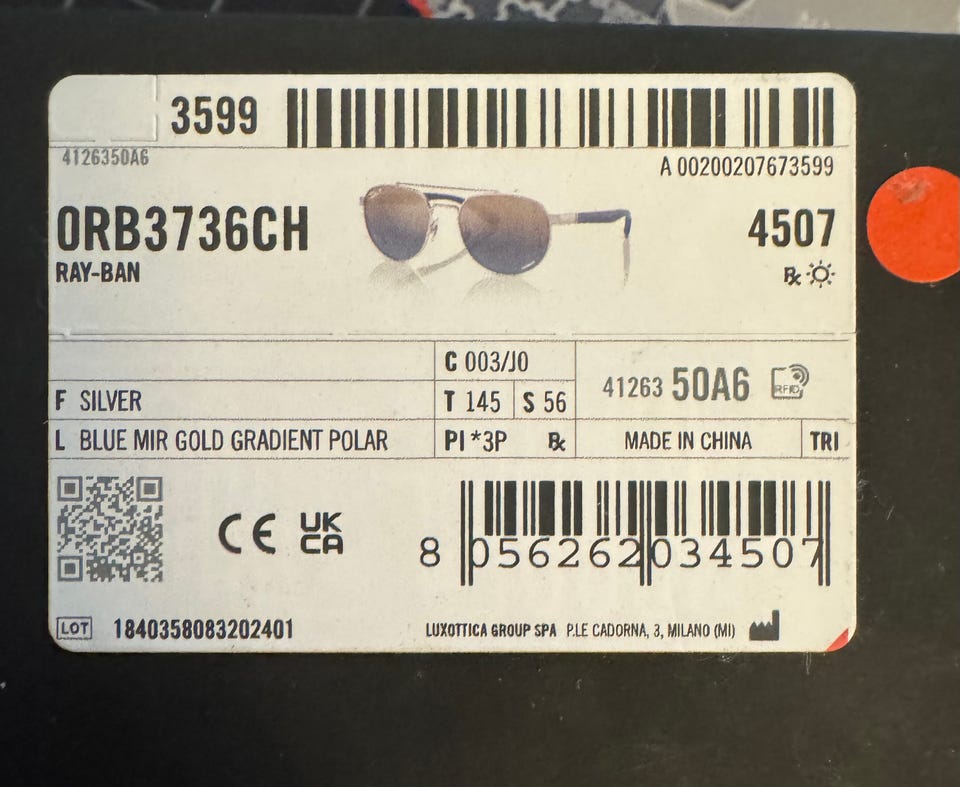 3599
4126350A6
A 00200207673599
0RB3736CH
4507
RAY-BAN
℞
C 003/J0
F SILVER
T 145
S 56
41263 50A6
RFID
L BLUE MIR GOLD GRADIENT POLAR
PI *3P
℞
MADE IN CHINA
TRI
CE
UK
CA
8 056262 034507
LOT
1840358083202401
LUXOTTICA GROUP SPA P.LE CADORNA, 3, MILANO (MI)